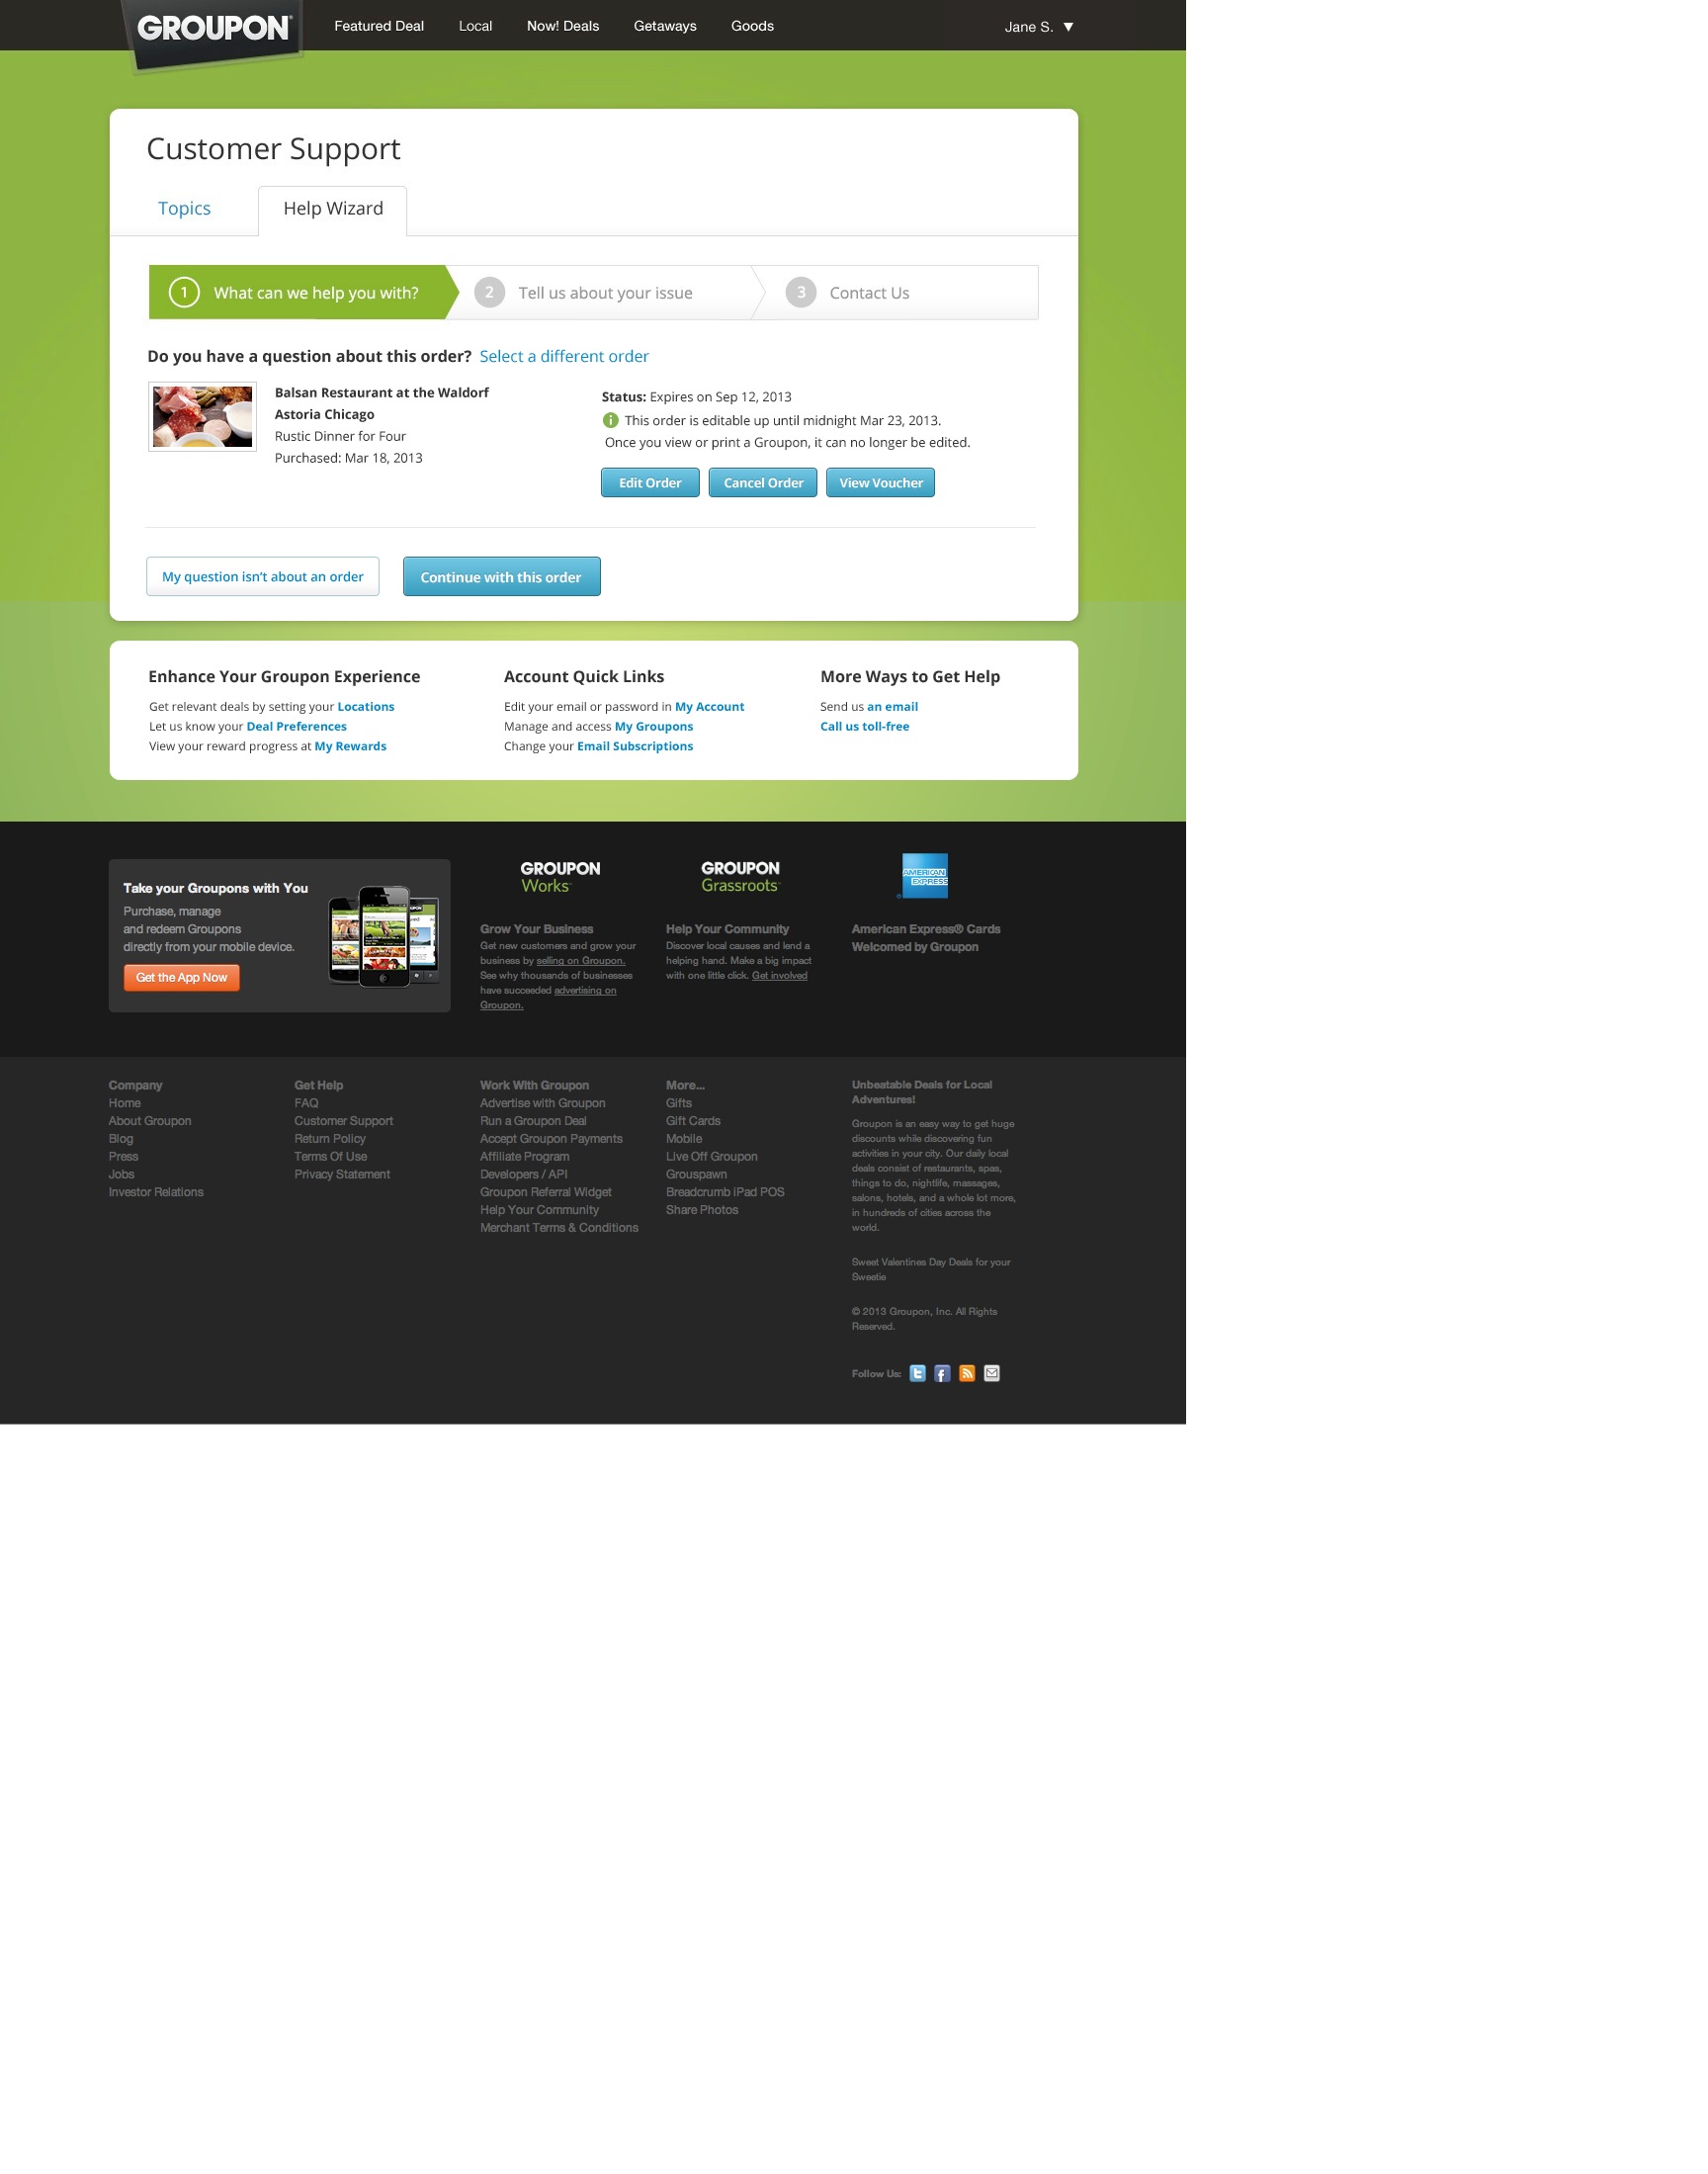 GROUPON®
Featured Deal
Local
Now! Deals
Getaways
Goods
Jane S. ▼
Customer Support
Topics
Help Wizard
1 What can we help you with?
2 Tell us about your issue
3 Contact Us
Do you have a question about this order? Select a different order
Balsan Restaurant at the Waldorf
Astoria Chicago
Rustic Dinner for Four
Purchased: Mar 18, 2013
Status: Expires on Sep 12, 2013
i This order is editable up until midnight Mar 23, 2013.
Once you view or print a Groupon, it can no longer be edited.
Edit Order
Cancel Order
View Voucher
My question isn't about an order
Continue with this order
Enhance Your Groupon Experience
Get relevant deals by setting your Locations
Let us know your Deal Preferences
View your reward progress at My Rewards
Account Quick Links
Edit your email or password in My Account
Manage and access My Groupons
Change your Email Subscriptions
More Ways to Get Help
Send us an email
Call us toll-free
Take your Groupons with You
Purchase, manage
and redeem Groupons
directly from your mobile device.
Get the App Now
GROUPON
Works™
Grow Your Business
Get new customers and grow your
business by selling on Groupon.
See why thousands of businesses
have succeeded advertising on
Groupon.
GROUPON
Grassroots™
Help Your Community
Discover local causes and lend a
helping hand. Make a big impact
with one little click. Get involved
AMERICAN
EXPRESS
®
American Express® Cards
Welcomed by Groupon
Company
Home
About Groupon
Blog
Press
Jobs
Investor Relations
Get Help
FAQ
Customer Support
Return Policy
Terms Of Use
Privacy Statement
Work With Groupon
Advertise with Groupon
Run a Groupon Deal
Accept Groupon Payments
Affiliate Program
Developers / API
Groupon Referral Widget
Help Your Community
Merchant Terms & Conditions
More...
Gifts
Gift Cards
Mobile
Live Off Groupon
Grouspawn
Breadcrumb iPad POS
Share Photos
Unbeatable Deals for Local
Adventures!
Groupon is an easy way to get huge
discounts while discovering fun
activities in your city. Our daily local
deals consist of restaurants, spas,
things to do, nightlife, massages,
salons, hotels, and a whole lot more,
in hundreds of cities across the
world.
Sweet Valentines Day Deals for your
Sweetie
© 2013 Groupon, Inc. All Rights
Reserved.
Follow Us: